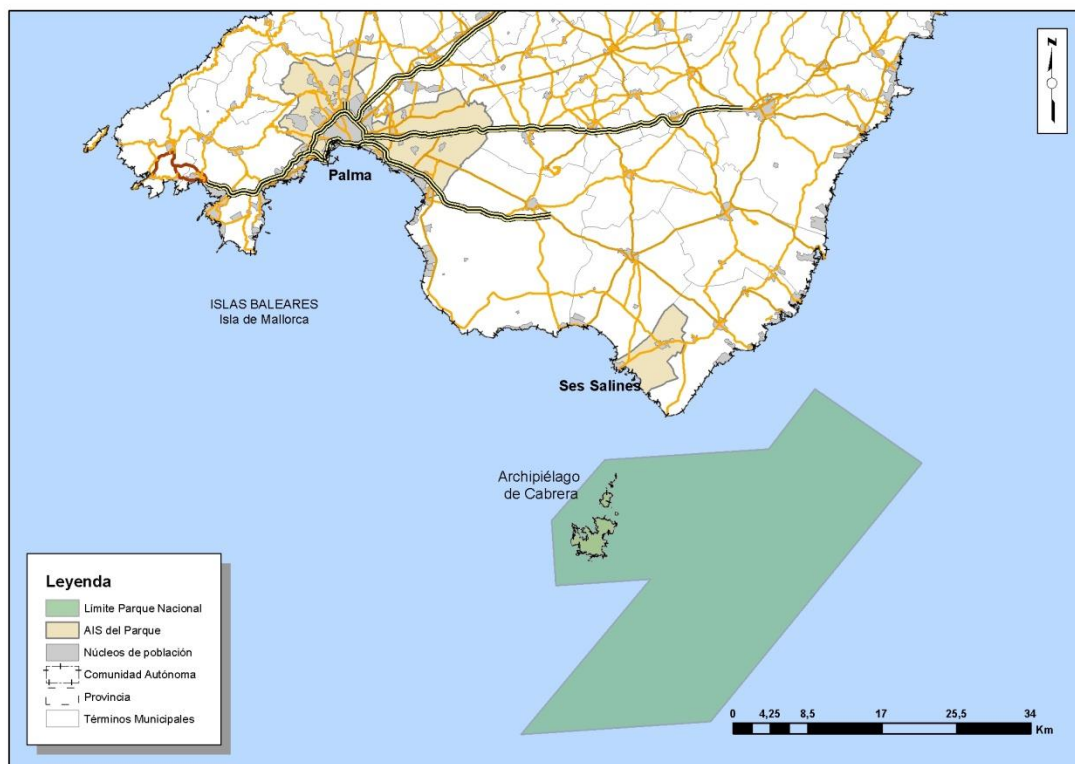 N
Palma
ISLAS BALEARES
Isla de Mallorca
Ses Salines
Archipiélago
de Cabrera
Leyenda
Límite Parque Nacional
AIS del Parque
Núcleos de población
Comunidad Autónoma
Provincia
Términos Municipales
0 4,25 8,5 17 25,5 34
Km